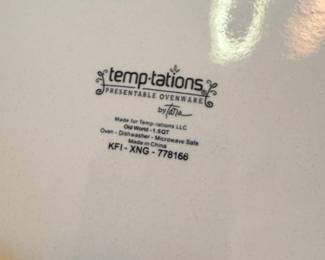 temp-tations
PRESENTABLE OVENWARE
by Tara
Made for Temp-tations LLC
Old World - 1.5QT
Oven - Dishwasher - Microwave Safe
Made in China
KFI - XNG - 778166